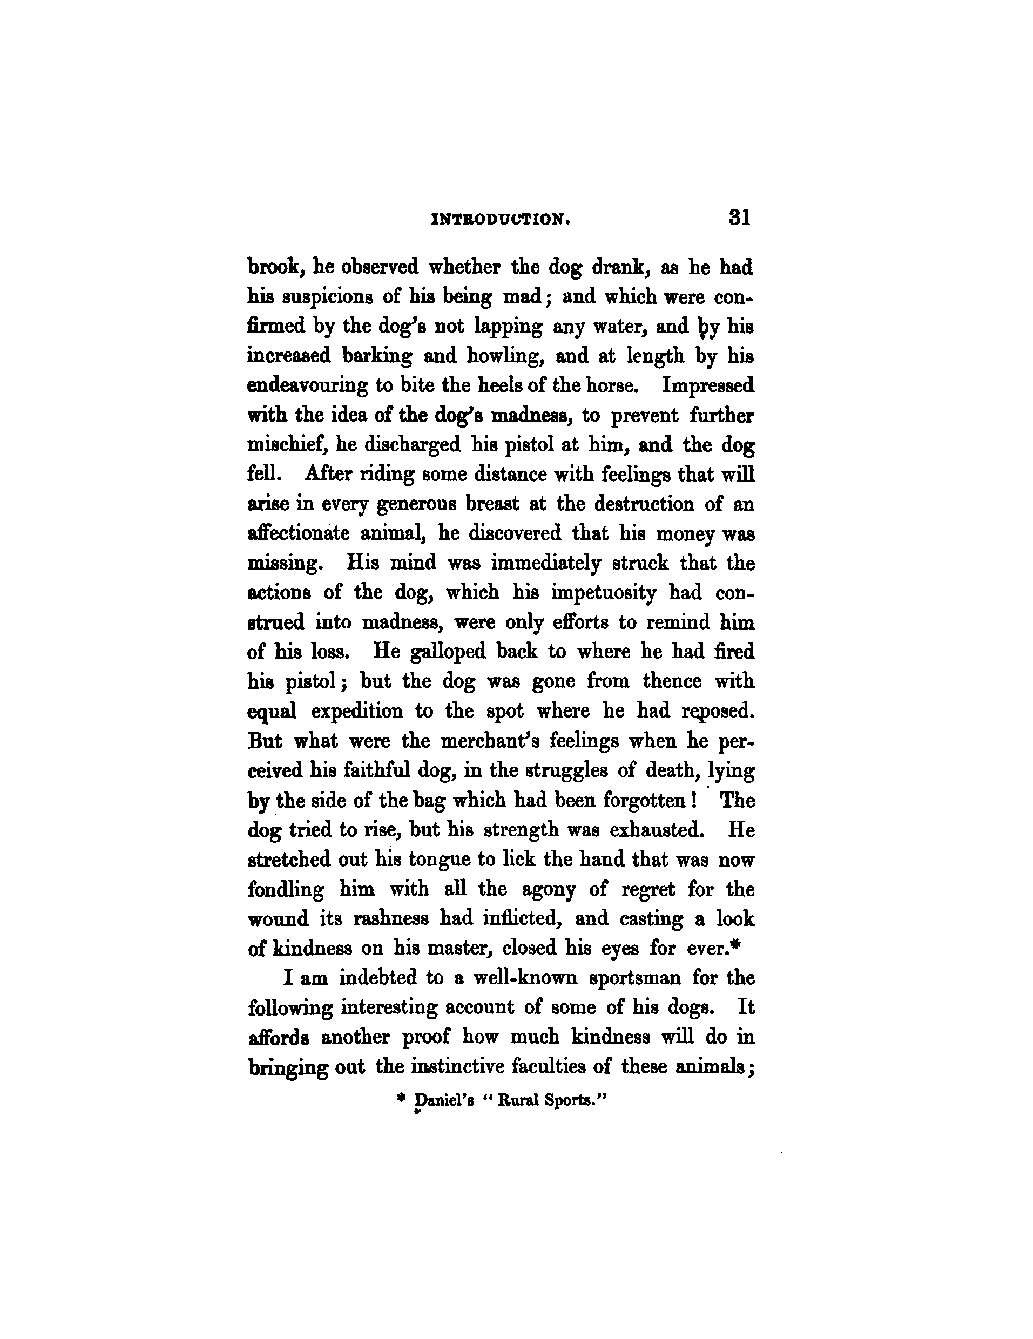 INTRODUCTION. 31
brook, he observed whether the dog drank, as he had
his suspicions of his being mad; and which were con-
firmed by the dog's not lapping any water, and by his
increased barking and howling, and at length by his
endeavouring to bite the heels of the horse. Impressed
with the idea of the dog's madness, to prevent further
mischief, he discharged his pistol at him, and the dog
fell. After riding some distance with feelings that will
arise in every generous breast at the destruction of an
affectionate animal, he discovered that his money was
missing. His mind was immediately struck that the
actions of the dog, which his impetuosity had con-
strued into madness, were only efforts to remind him
of his loss. He galloped back to where he had fired
his pistol; but the dog was gone from thence with
equal expedition to the spot where he had reposed.
But what were the merchant's feelings when he per-
ceived his faithful dog, in the struggles of death, lying
by the side of the bag which had been forgotten! The
dog tried to rise, but his strength was exhausted. He
stretched out his tongue to lick the hand that was now
fondling him with all the agony of regret for the
wound its rashness had inflicted, and casting a look
of kindness on his master, closed his eyes for ever.*
I am indebted to a well-known sportsman for the
following interesting account of some of his dogs. It
affords another proof how much kindness will do in
bringing out the instinctive faculties of these animals;
* Daniel's "Rural Sports."